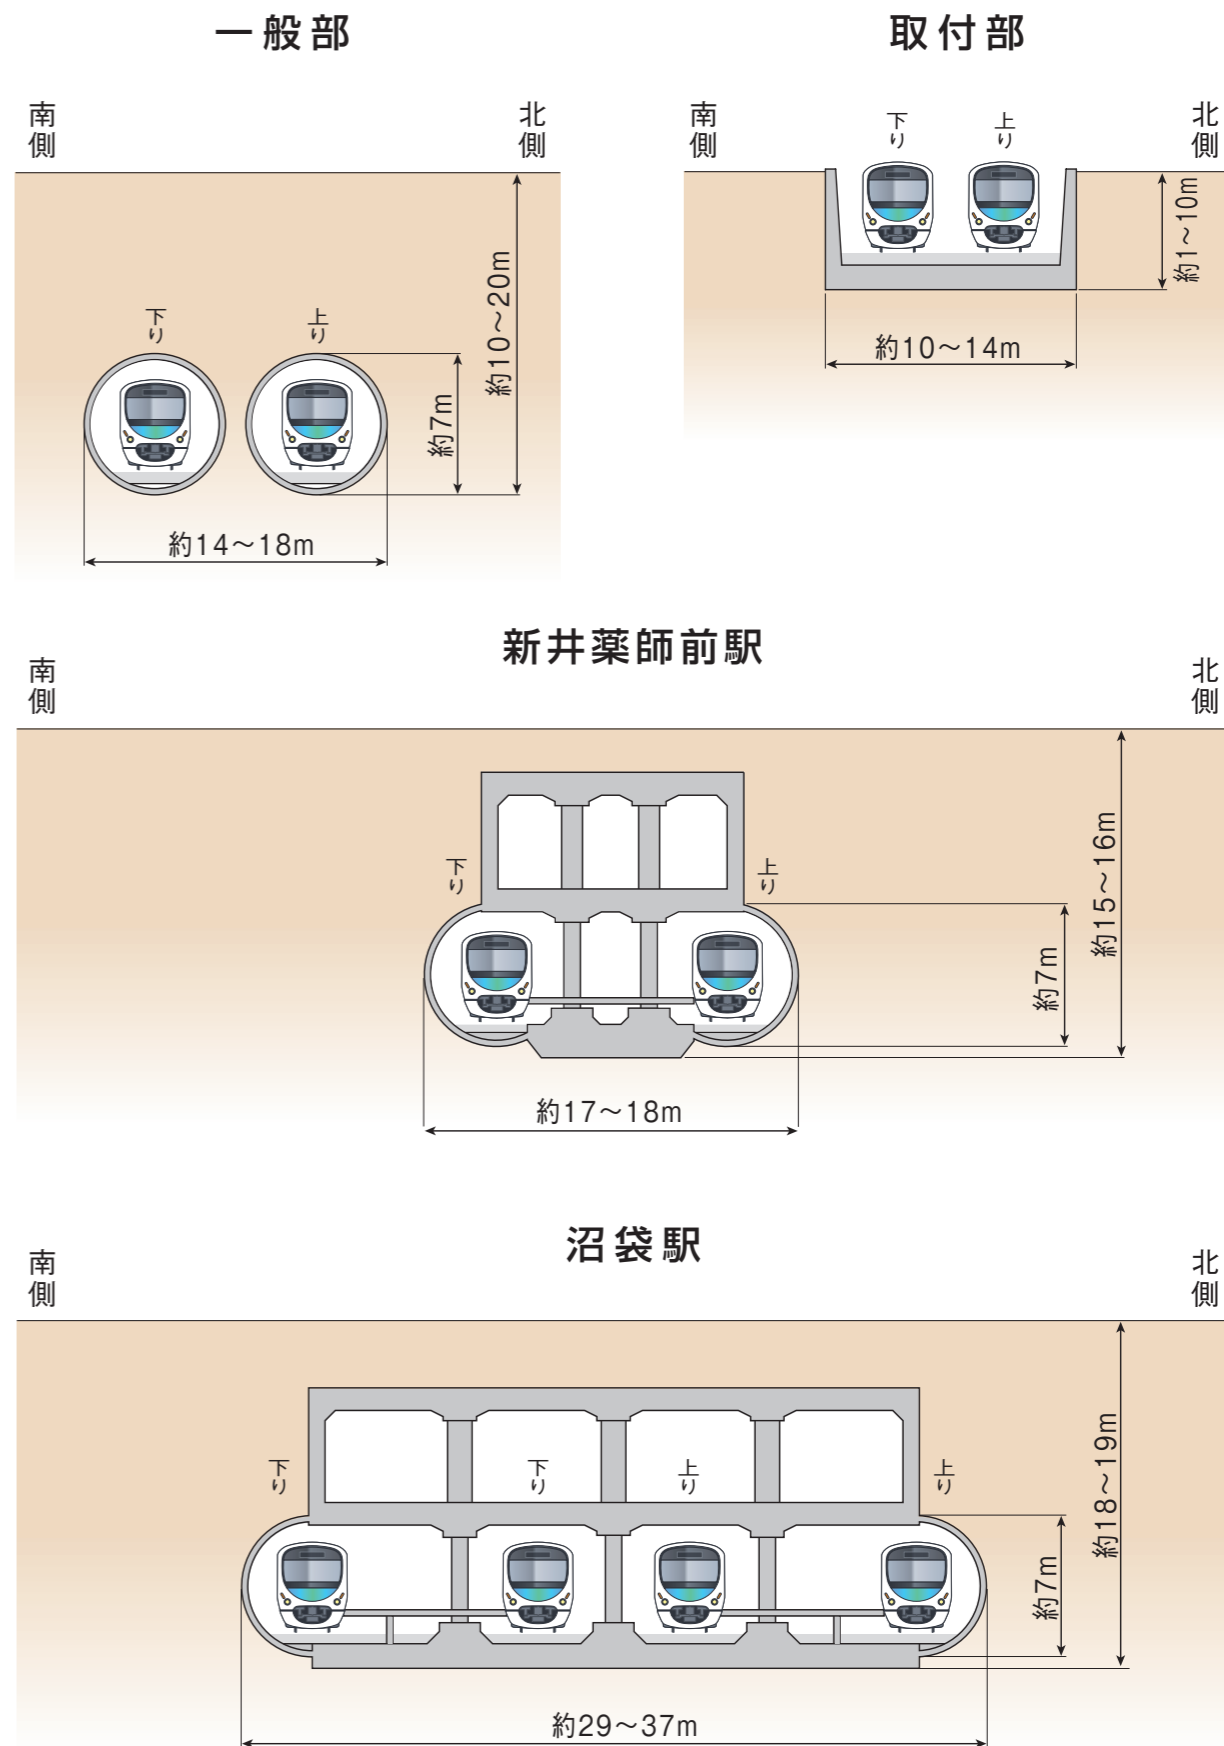 一般部
南側
北側
下り
上り
約7m
約10～20m
約14～18m
取付部
南側
北側
下り
上り
約1～10m
約10～14m
新井薬師前駅
南側
北側
下り
上り
約7m
約15～16m
約17～18m
沼袋駅
南側
北側
下り
下り
上り
上り
約7m
約18～19m
約29～37m